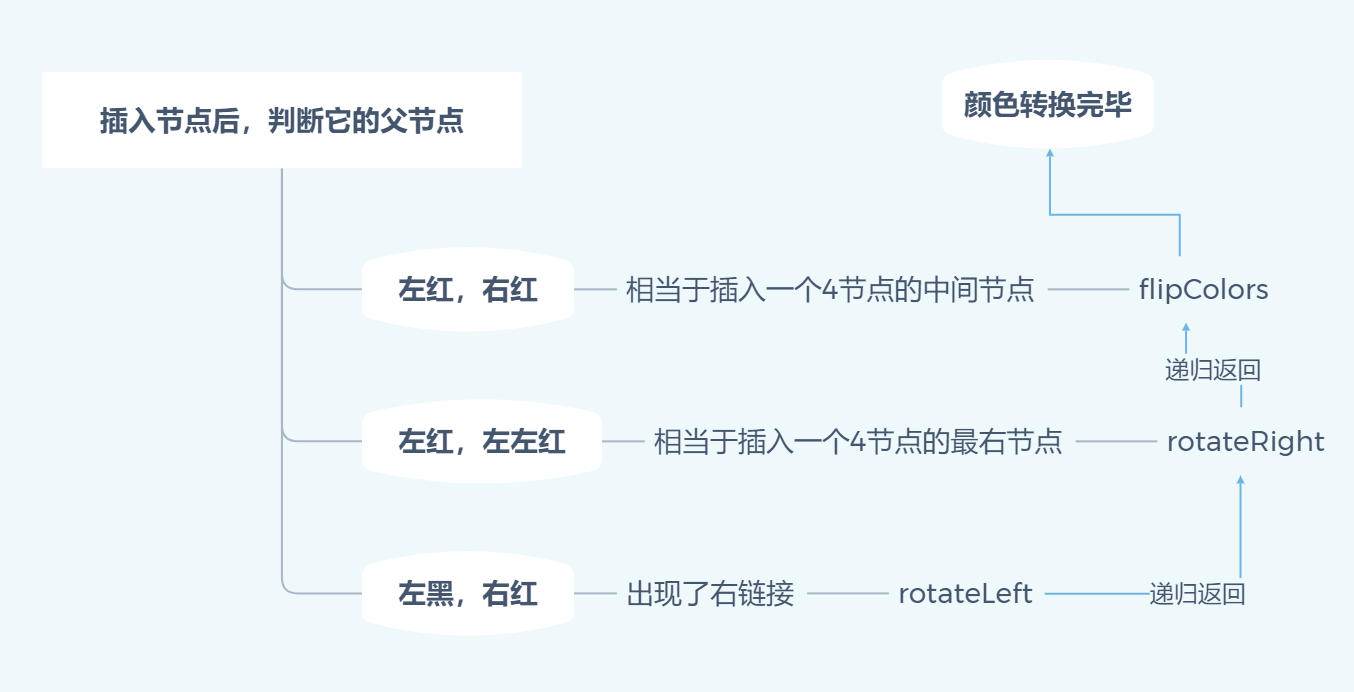 插入节点后，判断它的父节点
颜色转换完毕
左红，右红
相当于插入一个4节点的中间节点
flipColors
递归返回
左红，左左红
相当于插入一个4节点的最右节点
rotateRight
左黑，右红
出现了右链接
rotateLeft
递归返回